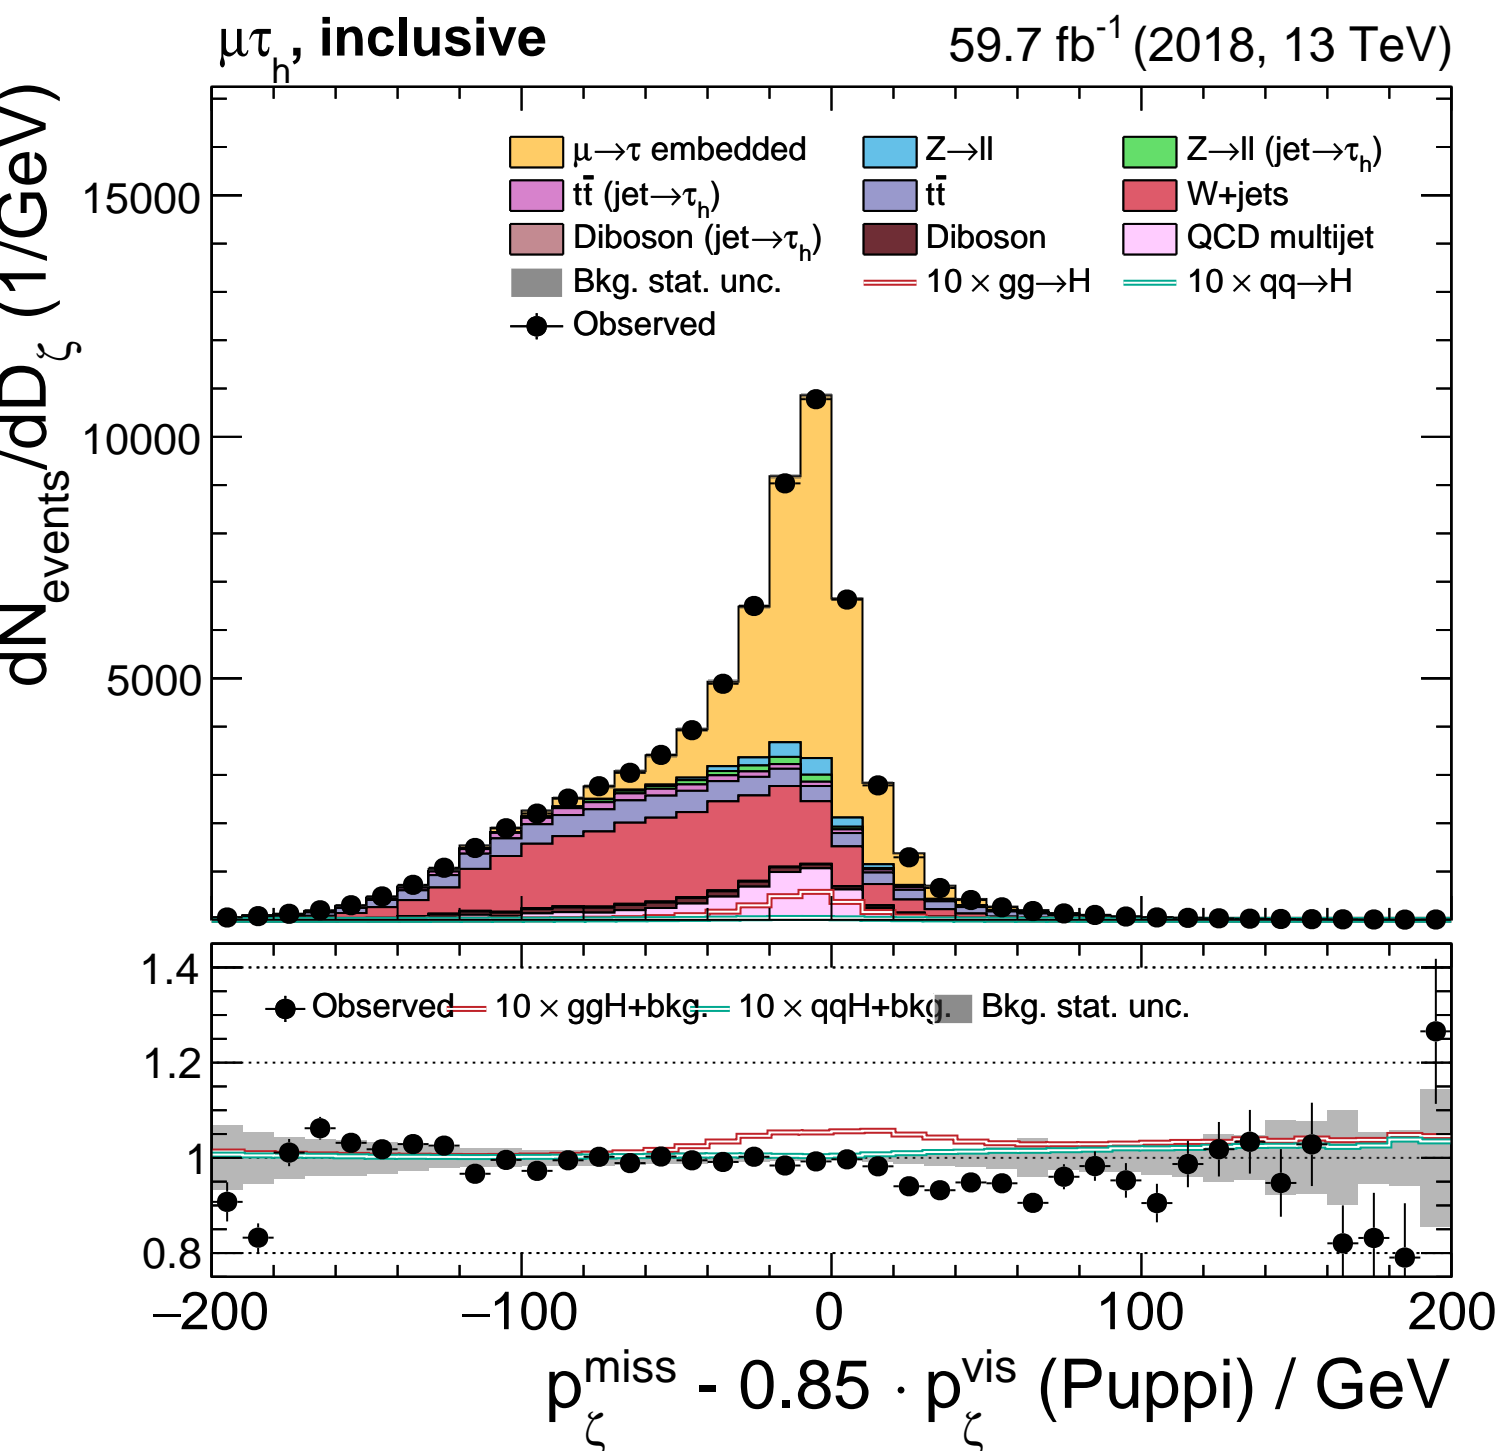 μτh, inclusive
59.7 fb-1 (2018, 13 TeV)
dNevents/dDζ (1/GeV)
15000
10000
5000
μ→τ embedded
Z→ll
Z→ll (jet→τh)
tt̄ (jet→τh)
tt̄
W+jets
Diboson (jet→τh)
Diboson
QCD multijet
Bkg. stat. unc.
10 × gg→H
10 × qq→H
Observed
1.4
1.2
1
0.8
Observed
10 × ggH+bkg.
10 × qqH+bkg.
Bkg. stat. unc.
−200
−100
0
100
200
pζmiss - 0.85 · pζvis (Puppi) / GeV